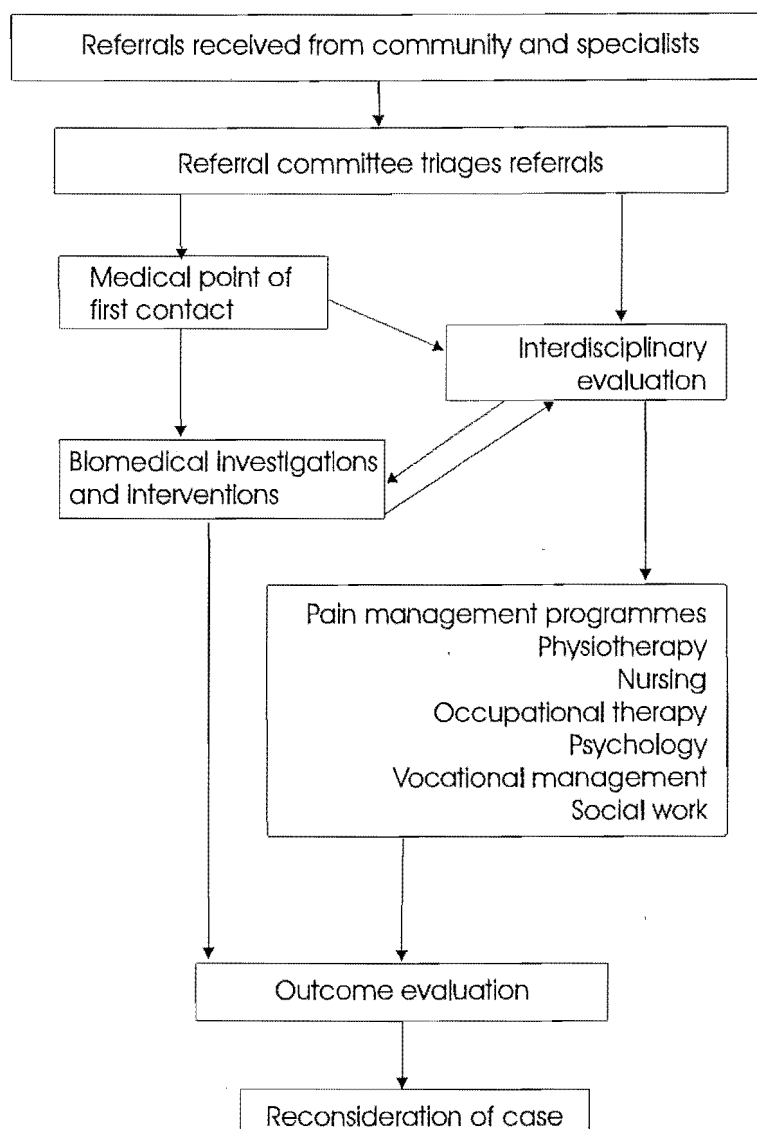 Referrals received from community and specialists
Referral committee triages referrals
Medical point of
first contact
Interdisciplinary
evaluation
Biomedical investigations
and interventions
Pain management programmes
Physiotherapy
Nursing
Occupational therapy
Psychology
Vocational management
Social work
Outcome evaluation
Reconsideration of case